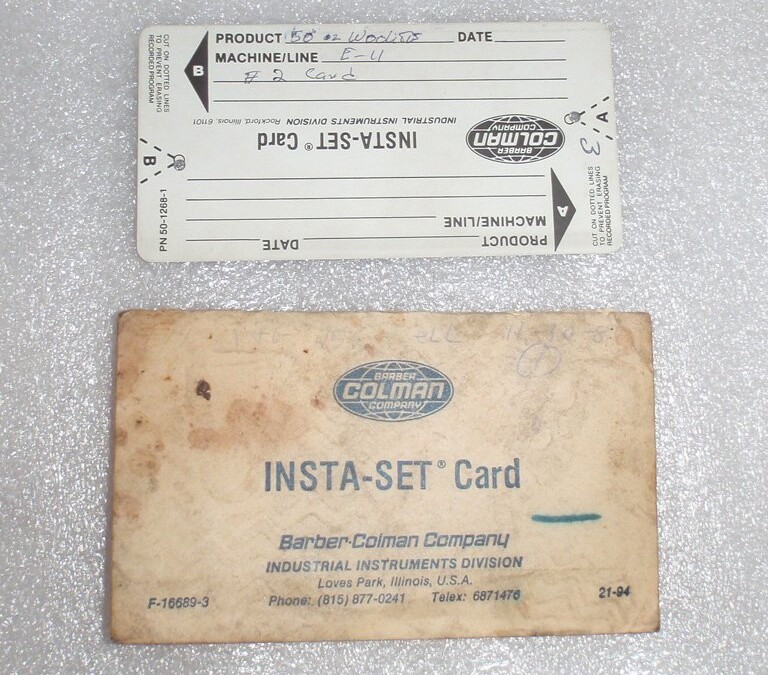 PRODUCT 50 oz DATE
MACHINE/LINE E-4
# 2 Card
B
CUT ON DOTTED LINES
TO PREVENT ERASING
RECORDED PROGRAM
B
PN 50-1268-1
A
3
BARBER
COLMAN
COMPANY
INSTA-SET® Card
INDUSTRIAL INSTRUMENTS DIVISION Rockford, Illinois, 61101
PRODUCT DATE
MACHINE/LINE
A
CUT ON DOTTED LINES
TO PREVENT ERASING
RECORDED PROGRAM
1
BARBER
COLMAN
COMPANY
INSTA-SET® Card
Barber-Colman Company
INDUSTRIAL INSTRUMENTS DIVISION
Loves Park, Illinois, U.S.A.
F-16689-3 Phone: (815) 877-0241 Telex: 6871476 21-94